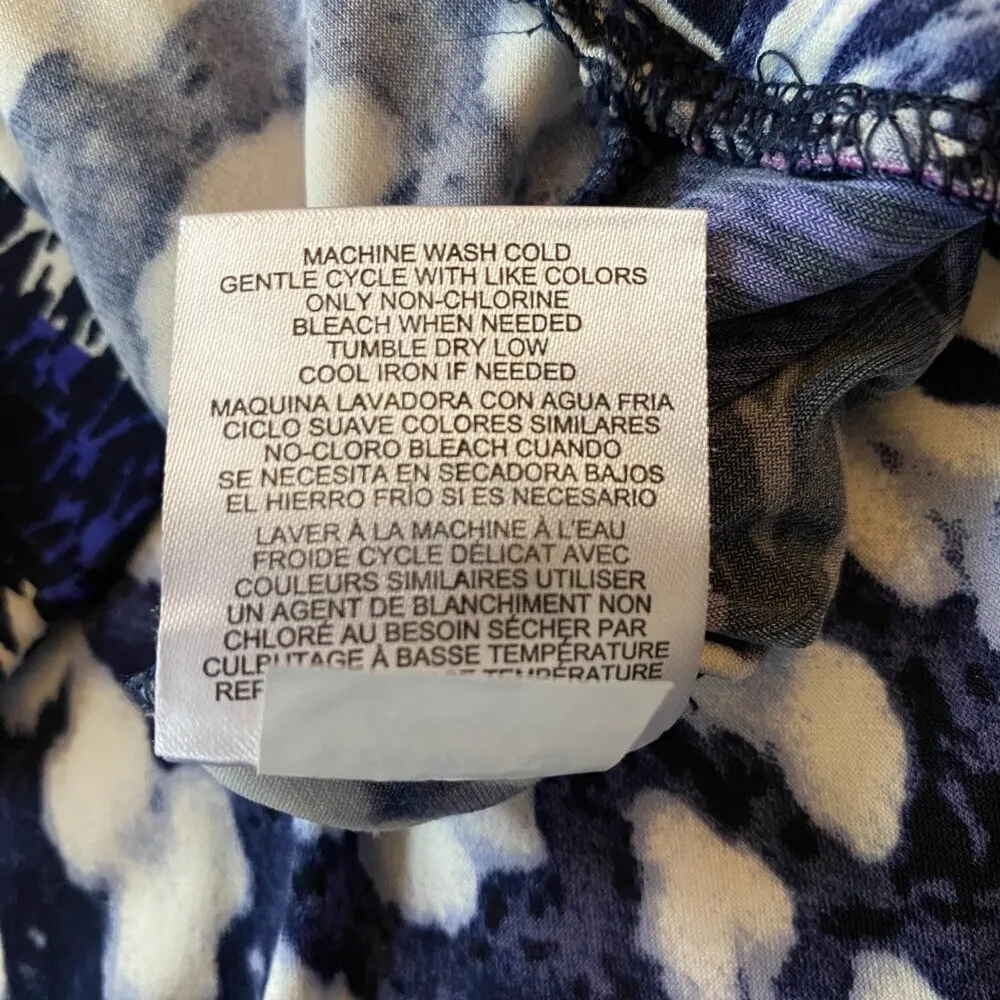 MACHINE WASH COLD
GENTLE CYCLE WITH LIKE COLORS
ONLY NON-CHLORINE
BLEACH WHEN NEEDED
TUMBLE DRY LOW
COOL IRON IF NEEDED
MAQUINA LAVADORA CON AGUA FRIA
CICLO SUAVE COLORES SIMILARES
NO-CLORO BLEACH CUANDO
SE NECESITA EN SECADORA BAJOS
EL HIERRO FRÍO SI ES NECESARIO
LAVER À LA MACHINE À L'EAU
FROIDE CYCLE DÉLICAT AVEC
COULEURS SIMILAIRES UTILISER
UN AGENT DE BLANCHIMENT NON
CHLORÉ AU BESOIN SÉCHER PAR
CULPUTAGE À BASSE TEMPÉRATURE
TEMPÉRATURE